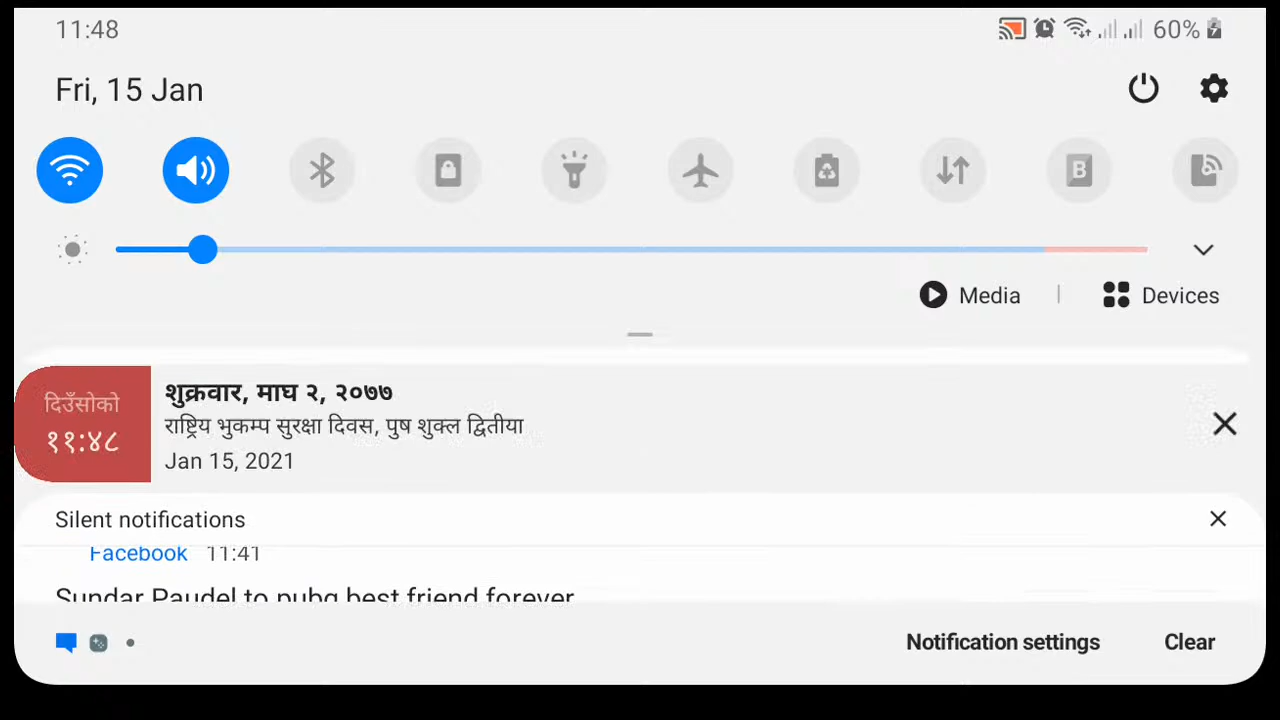 11:48
60%
Fri, 15 Jan
B
Media
Devices
दिउँसोको
११:४८
शुक्रवार, माघ २, २०७७
राष्ट्रिय भुकम्प सुरक्षा दिवस, पुष शुक्ल द्वितीया
Jan 15, 2021
Silent notifications
Facebook 11:41
Sundar Paudel to pubg best friend forever
Notification settings
Clear